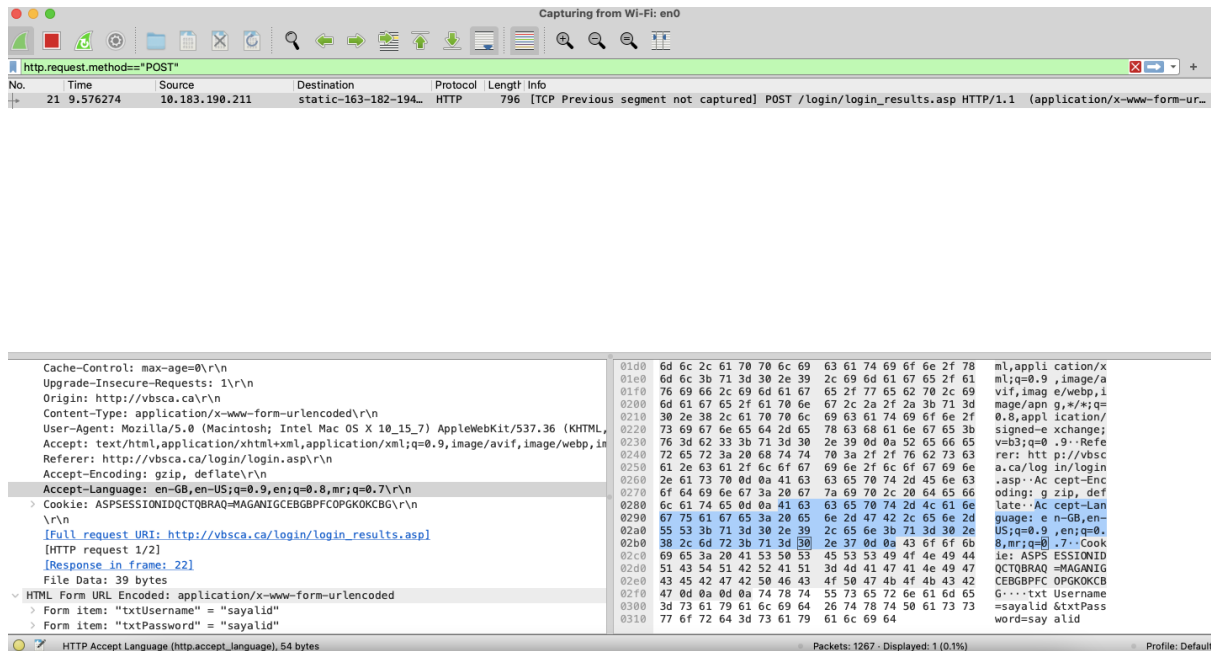 Capturing from Wi-Fi: en0
http.request.method=="POST"
No. Time Source Destination Protocol Length Info
21 9.576274 10.183.190.211 static-163-182-194… HTTP 796 [TCP Previous segment not captured] POST /login/login_results.asp HTTP/1.1 (application/x-www-form-ur…
Cache-Control: max-age=0\r\n
Upgrade-Insecure-Requests: 1\r\n
Origin: http://vbsca.ca\r\n
Content-Type: application/x-www-form-urlencoded\r\n
User-Agent: Mozilla/5.0 (Macintosh; Intel Mac OS X 10_15_7) AppleWebKit/537.36 (KHTML,
Accept: text/html,application/xhtml+xml,application/xml;q=0.9,image/avif,image/webp,im
Referer: http://vbsca.ca/login/login.asp\r\n
Accept-Encoding: gzip, deflate\r\n
Accept-Language: en-GB,en-US;q=0.9,en;q=0.8,mr;q=0.7\r\n
Cookie: ASPSESSIONIDQCTQBRAQ=MAGANIGCEBGBPFCOPGKOKCBG\r\n
\r\n
[Full request URI: http://vbsca.ca/login/login_results.asp]
[HTTP request 1/2]
[Response in frame: 22]
File Data: 39 bytes
HTML Form URL Encoded: application/x-www-form-urlencoded
Form item: "txtUsername" = "sayalid"
Form item: "txtPassword" = "sayalid"
01d0 6d 6c 2c 61 70 70 6c 69 63 61 74 69 6f 6e 2f 78 ml,appli cation/x
01e0 6d 6c 3b 71 3d 30 2e 39 2c 69 6d 61 67 65 2f 61 ml;q=0.9 ,image/a
01f0 76 69 66 2c 69 6d 61 67 65 2f 77 65 62 70 2c 69 vif,imag e/webp,i
0200 6d 61 67 65 2f 61 70 6e 67 2c 2a 2f 2a 3b 71 3d mage/apn g,*/*;q=
0210 30 2e 38 2c 61 70 70 6c 69 63 61 74 69 6f 6e 2f 0.8,appl ication/
0220 73 69 67 6e 65 64 2d 65 78 63 68 61 6e 67 65 3b signed-e xchange;
0230 76 3d 62 33 3b 71 3d 30 2e 39 0d 0a 52 65 66 65 v=b3;q=0 .9··Refe
0240 72 65 72 3a 20 68 74 74 70 3a 2f 2f 76 62 73 63 rer: htt p://vbsc
0250 61 2e 63 61 2f 6c 6f 67 69 6e 2f 6c 6f 67 69 6e a.ca/log in/login
0260 2e 61 73 70 0d 0a 41 63 63 65 70 74 2d 45 6e 63 .asp··Ac cept-Enc
0270 6f 64 69 6e 67 3a 20 67 7a 69 70 2c 20 64 65 66 oding: g zip, def
0280 6c 61 74 65 0d 0a 41 63 63 65 70 74 2d 4c 61 6e late··Ac cept-Lan
0290 67 75 61 67 65 3a 20 65 6e 2d 47 42 2c 65 6e 2d guage: e n-GB,en-
02a0 55 53 3b 71 3d 30 2e 39 2c 65 6e 3b 71 3d 30 2e US;q=0.9 ,en;q=0.
02b0 38 2c 6d 72 3b 71 3d 30 2e 37 0d 0a 43 6f 6f 6b 8,mr;q=0 .7··Cook
02c0 69 65 3a 20 41 53 50 53 45 53 53 49 4f 4e 49 44 ie: ASPS ESSIONID
02d0 51 43 54 51 42 52 41 51 3d 4d 41 47 41 4e 49 47 QCTQBRAQ =MAGANIG
02e0 43 45 42 47 42 50 46 43 4f 50 47 4b 4f 4b 43 42 CEBGBPFC OPGKOKCB
02f0 47 0d 0a 0d 0a 74 78 74 55 73 65 72 6e 61 6d 65 G····txt Username
0300 3d 73 61 79 61 6c 69 64 26 74 78 74 50 61 73 73 =sayalid &txtPass
0310 77 6f 72 64 3d 73 61 79 61 6c 69 64 word=say alid
HTTP Accept Language (http.accept_language), 54 bytes Packets: 1267 · Displayed: 1 (0.1%) Profile: Default